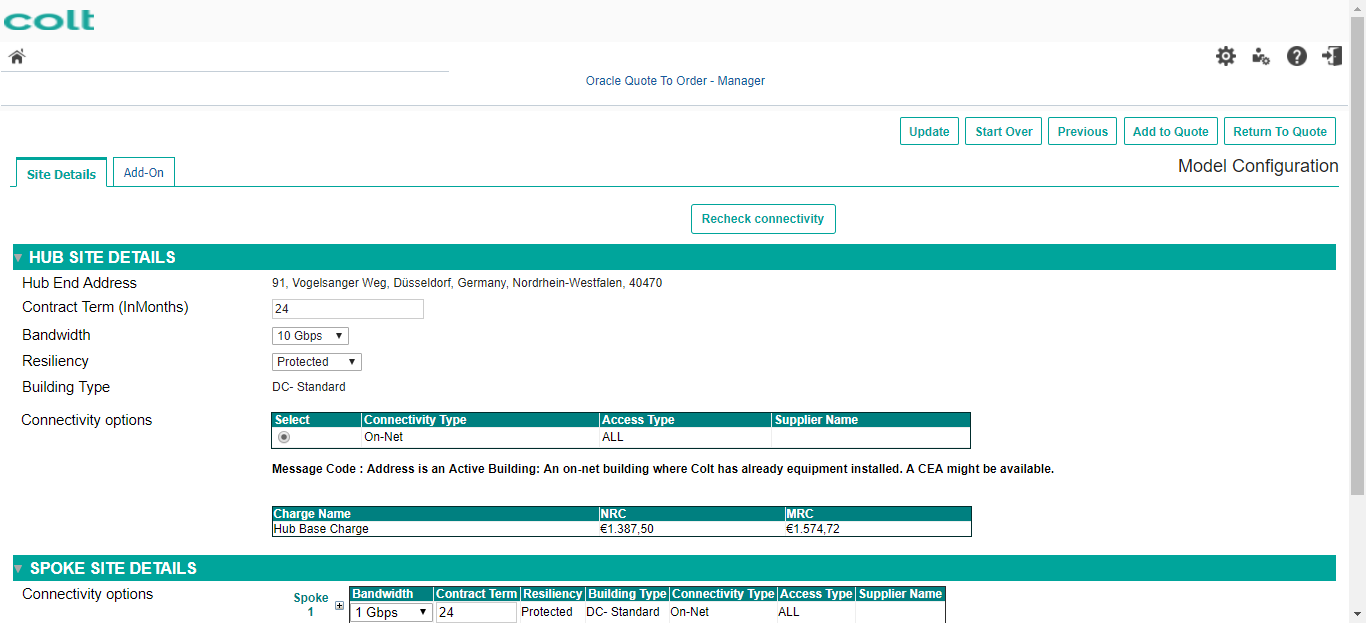 colt
Oracle Quote To Order - Manager
Update Start Over Previous Add to Quote Return To Quote
Site Details Add-On Model Configuration
Recheck connectivity
HUB SITE DETAILS
Hub End Address 91, Vogelsanger Weg, Düsseldorf, Germany, Nordrhein-Westfalen, 40470
Contract Term (InMonths) 24
Bandwidth 10 Gbps
Resiliency Protected
Building Type DC- Standard
Connectivity options Select Connectivity Type Access Type Supplier Name
On-Net ALL
Message Code : Address is an Active Building: An on-net building where Colt has already equipment installed. A CEA might be available.
Charge Name NRC MRC
Hub Base Charge €1.387,50 €1.574,72
SPOKE SITE DETAILS
Connectivity options Spoke 1 Bandwidth Contract Term Resiliency Building Type Connectivity Type Access Type Supplier Name
1 Gbps 24 Protected DC- Standard On-Net ALL